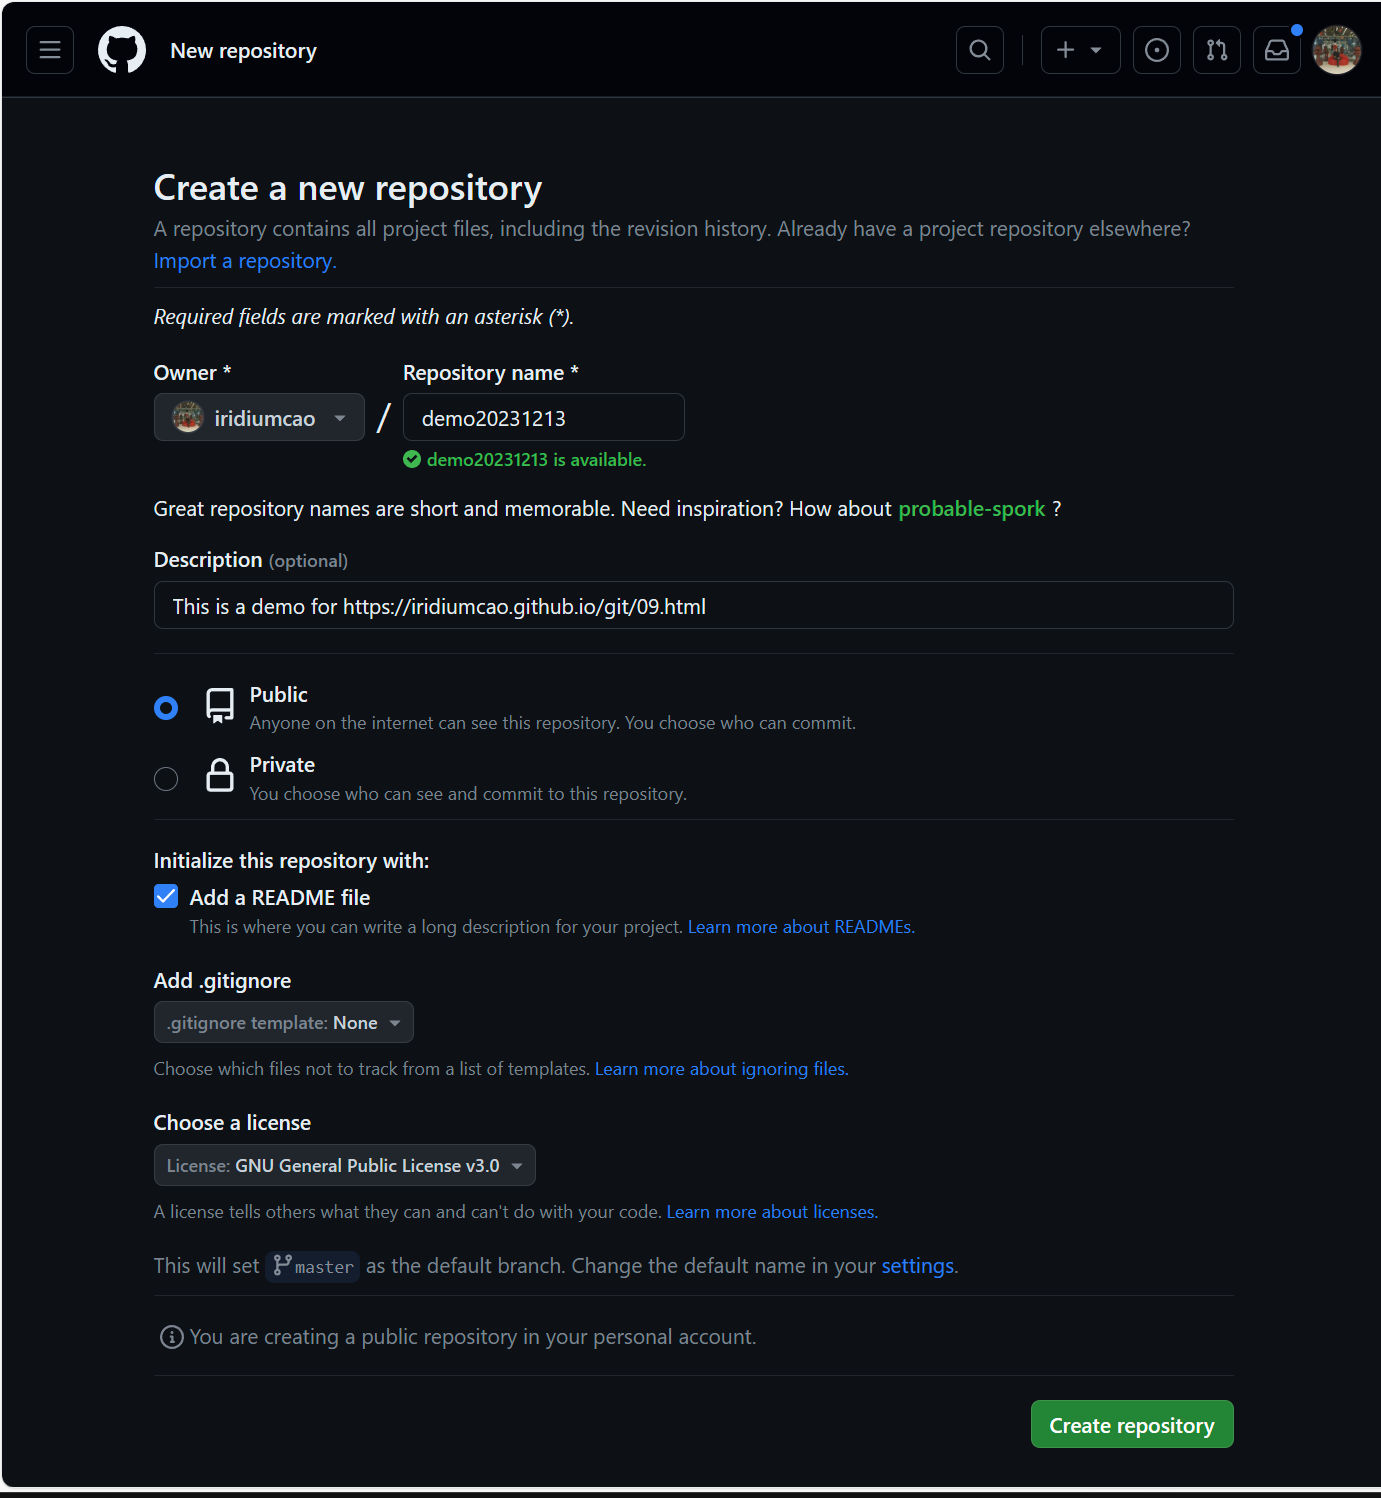 New repository
Create a new repository
A repository contains all project files, including the revision history. Already have a project repository elsewhere?
Import a repository.
Required fields are marked with an asterisk (*).
Owner * Repository name *
iridiumcao / demo20231213
demo20231213 is available.
Great repository names are short and memorable. Need inspiration? How about probable-spork ?
Description (optional)
This is a demo for https://iridiumcao.github.io/git/09.html
Public
Anyone on the internet can see this repository. You choose who can commit.
Private
You choose who can see and commit to this repository.
Initialize this repository with:
Add a README file
This is where you can write a long description for your project. Learn more about READMEs.
Add .gitignore
.gitignore template: None
Choose which files not to track from a list of templates. Learn more about ignoring files.
Choose a license
License: GNU General Public License v3.0
A license tells others what they can and can't do with your code. Learn more about licenses.
This will set master as the default branch. Change the default name in your settings.
You are creating a public repository in your personal account.
Create repository